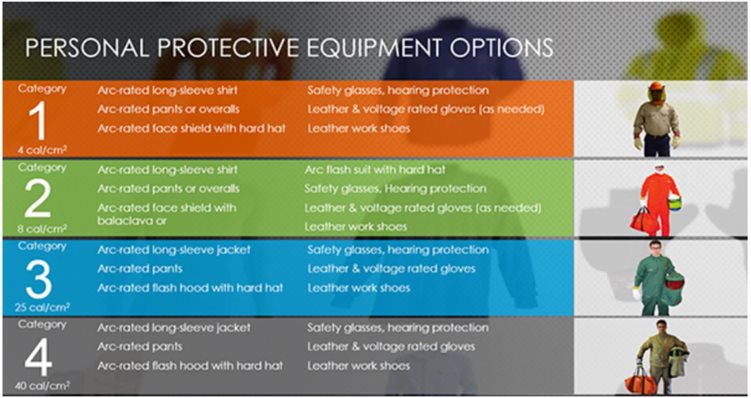 PERSONAL PROTECTIVE EQUIPMENT OPTIONS
Category
1
4 cal/cm²
Arc-rated long-sleeve shirt
Arc-rated pants or overalls
Arc-rated face shield with hard hat
Safety glasses, hearing protection
Leather & voltage rated gloves (as needed)
Leather work shoes
Category
2
8 cal/cm²
Arc-rated long-sleeve shirt
Arc-rated pants or overalls
Arc-rated face shield with
balaclava or
Arc flash suit with hard hat
Safety glasses, Hearing protection
Leather & voltage rated gloves (as needed)
Leather work shoes
Category
3
25 cal/cm²
Arc-rated long-sleeve jacket
Arc-rated pants
Arc-rated flash hood with hard hat
Safety glasses, hearing protection
Leather & voltage rated gloves
Leather work shoes
Category
4
40 cal/cm²
Arc-rated long-sleeve jacket
Arc-rated pants
Arc-rated flash hood with hard hat
Safety glasses, hearing protection
Leather & voltage rated gloves
Leather work shoes